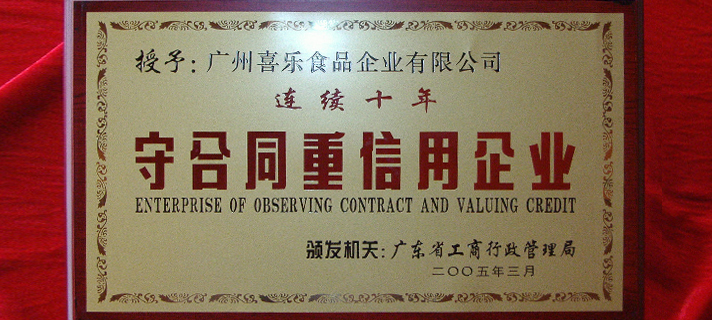 授予：广州喜乐食品企业有限公司
连续十年
守合同重信用企业
ENTERPRISE OF OBSERVING CONTRACT AND VALUING CREDIT
颁发机关：广东省工商行政管理局
二〇〇五年三月